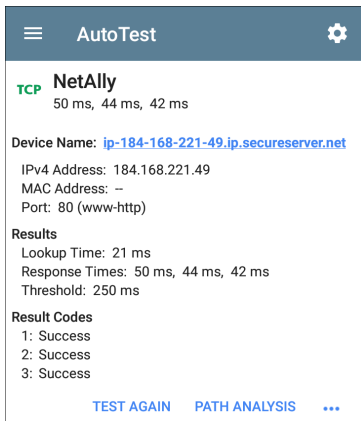 AutoTest
TCP NetAlly
50 ms, 44 ms, 42 ms
Device Name: ip-184-168-221-49.ip.secureserver.net
IPv4 Address: 184.168.221.49
MAC Address: --
Port: 80 (www-http)
Results
Lookup Time: 21 ms
Response Times: 50 ms, 44 ms, 42 ms
Threshold: 250 ms
Result Codes
1: Success
2: Success
3: Success
TEST AGAIN PATH ANALYSIS